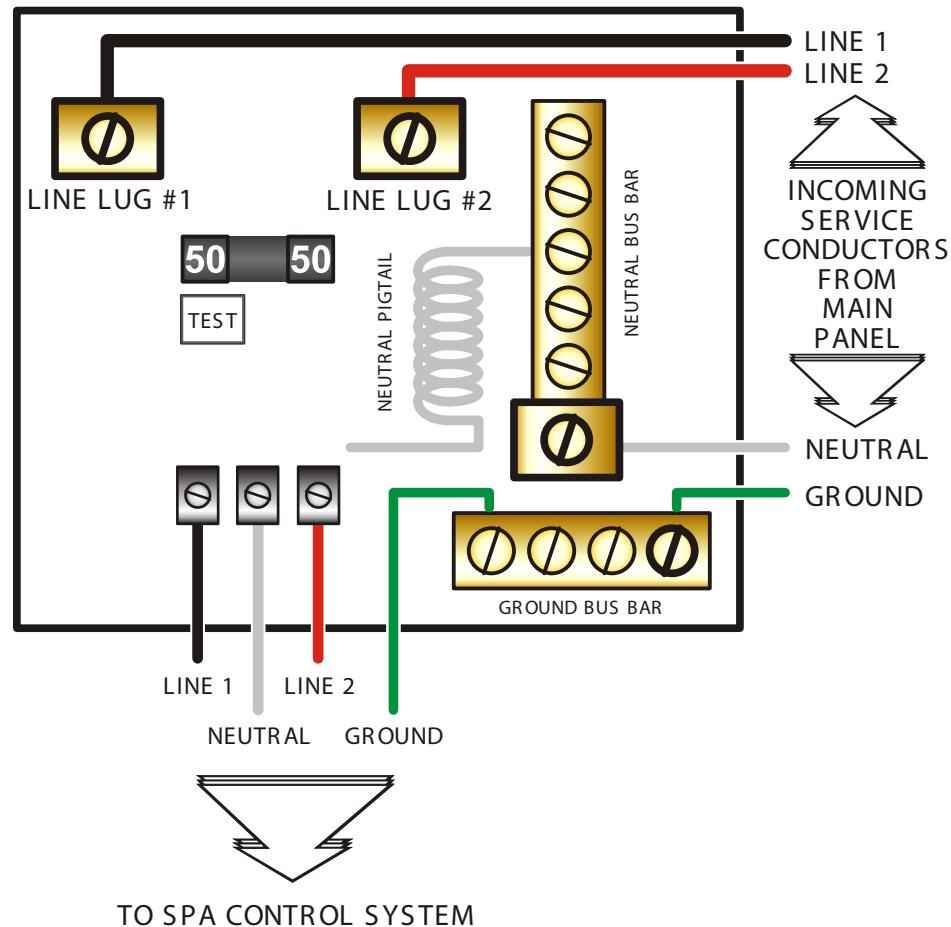 LINE 1
LINE 2
LINE LUG #1
LINE LUG #2
INCOMING
SERVICE
CONDUCTORS
FROM
MAIN
PANEL
50 50
TEST
NEUTRAL PIGTAIL
NEUTRAL BUS BAR
NEUTRAL
GROUND
GROUND BUS BAR
LINE 1
LINE 2
NEUTRAL
GROUND
TO SPA CONTROL SYSTEM